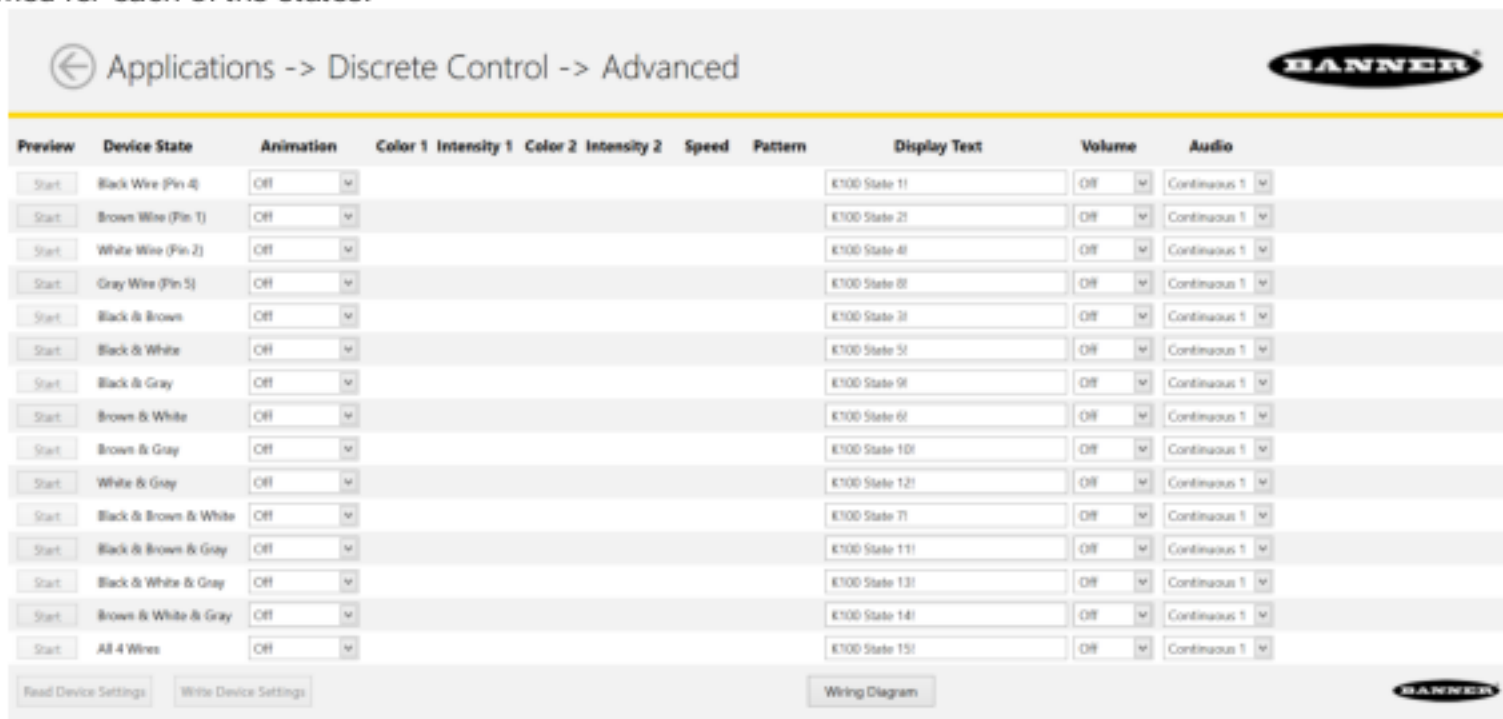 for each of the states.
Applications -> Discrete Control -> Advanced
BANNER
Preview Device State Animation Color 1 Intensity 1 Color 2 Intensity 2 Speed Pattern Display Text Volume Audio
Start Black Wire (Pin 4) Off K100 State 1! Off Continuous 1
Start Brown Wire (Pin 1) Off K100 State 2! Off Continuous 1
Start White Wire (Pin 2) Off K100 State 4! Off Continuous 1
Start Gray Wire (Pin 5) Off K100 State 8! Off Continuous 1
Start Black & Brown Off K100 State 3! Off Continuous 1
Start Black & White Off K100 State 5! Off Continuous 1
Start Black & Gray Off K100 State 9! Off Continuous 1
Start Brown & White Off K100 State 6! Off Continuous 1
Start Brown & Gray Off K100 State 10! Off Continuous 1
Start White & Gray Off K100 State 12! Off Continuous 1
Start Black & Brown & White Off K100 State 7! Off Continuous 1
Start Black & Brown & Gray Off K100 State 11! Off Continuous 1
Start Black & White & Gray Off K100 State 13! Off Continuous 1
Start Brown & White & Gray Off K100 State 14! Off Continuous 1
Start All 4 Wires Off K100 State 15! Off Continuous 1
Read Device Settings Write Device Settings Wiring Diagram BANNER